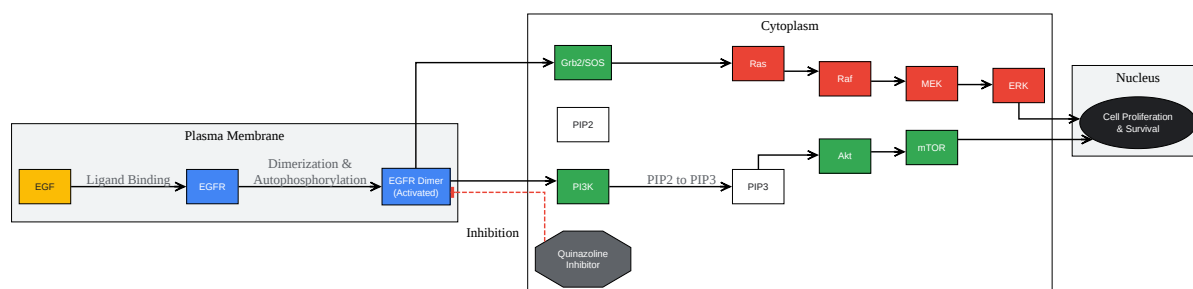 Cytoplasm
Grb2/SOS
Ras
Raf
MEK
ERK
Nucleus
Cell Proliferation
& Survival
PIP2
Plasma Membrane
EGF
Ligand Binding
EGFR
Dimerization &
Autophosphorylation
EGFR Dimer
(Activated)
PI3K
PIP2 to PIP3
PIP3
Akt
mTOR
Inhibition
Quinazoline
Inhibitor